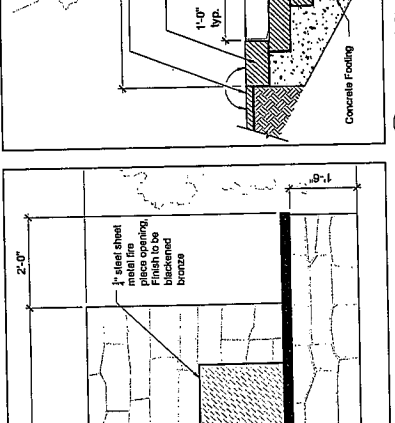 1'-0"
typ.
Concrete Footing
2'-0"
¼" steel sheet
metal fire
place opening,
Finish to be
blackened
bronze
1'-6"